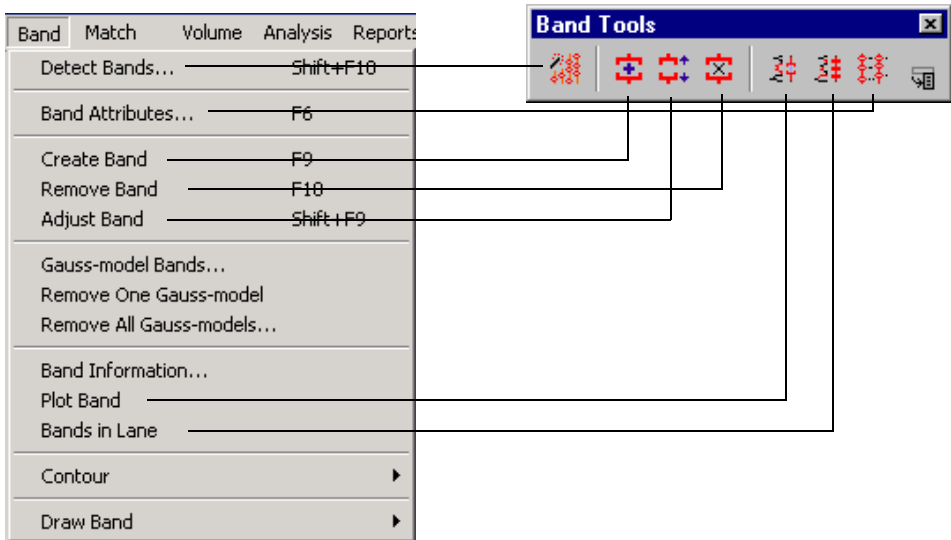 Band Match Volume Analysis Reports
Detect Bands... Shift+F10
Band Attributes... F6
Create Band F9
Remove Band F10
Adjust Band Shift+F9
Gauss-model Bands...
Remove One Gauss-model
Remove All Gauss-models...
Band Information...
Plot Band
Bands in Lane
Contour
Draw Band
Band Tools